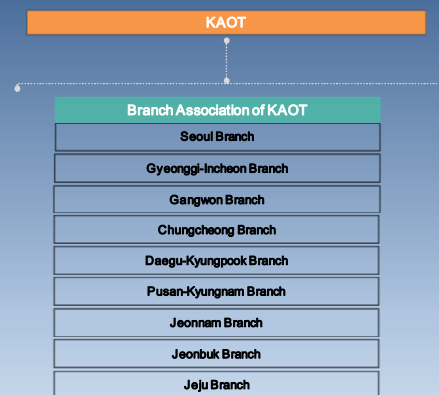 KAOT
Branch Association of KAOT
Seoul Branch
Gyeonggi-Incheon Branch
Gangwon Branch
Chungcheong Branch
Daegu-Kyungpook Branch
Pusan-Kyungnam Branch
Jeonnam Branch
Jeonbuk Branch
Jeju Branch